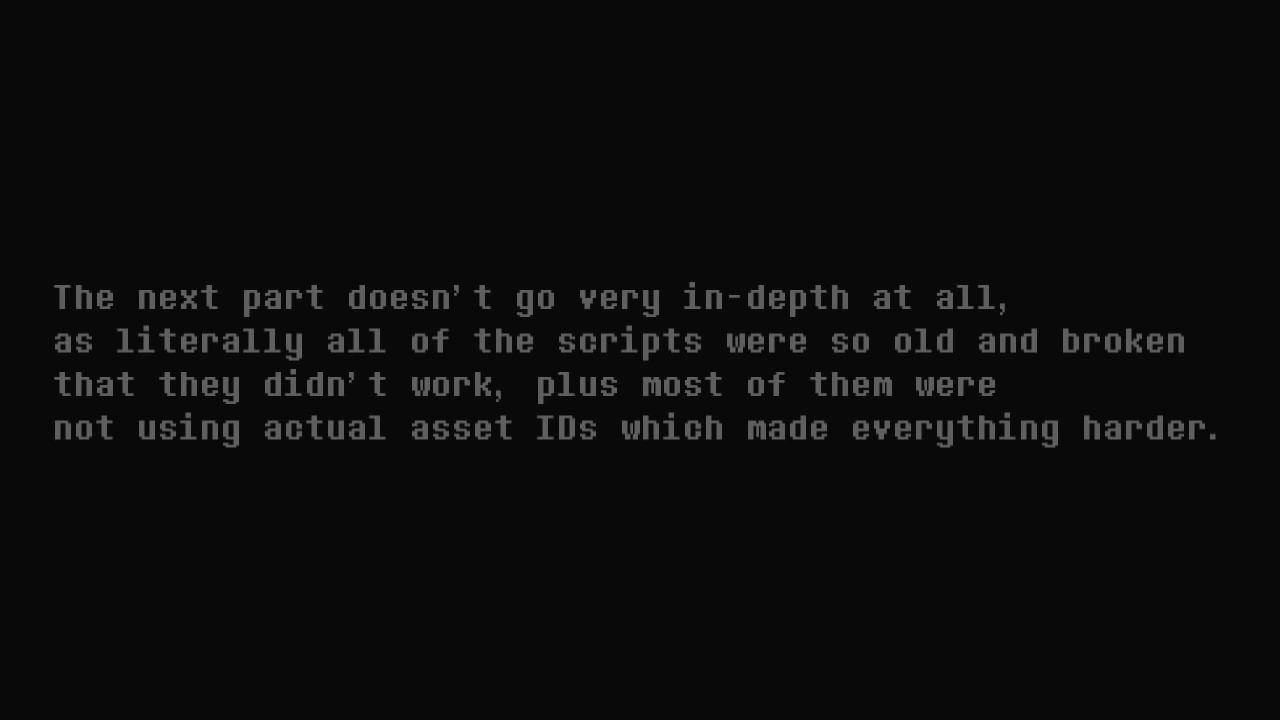 The next part doesn't go very in-depth at all,
as literally all of the scripts were so old and broken
that they didn't work, plus most of them were
not using actual asset IDs which made everything harder.